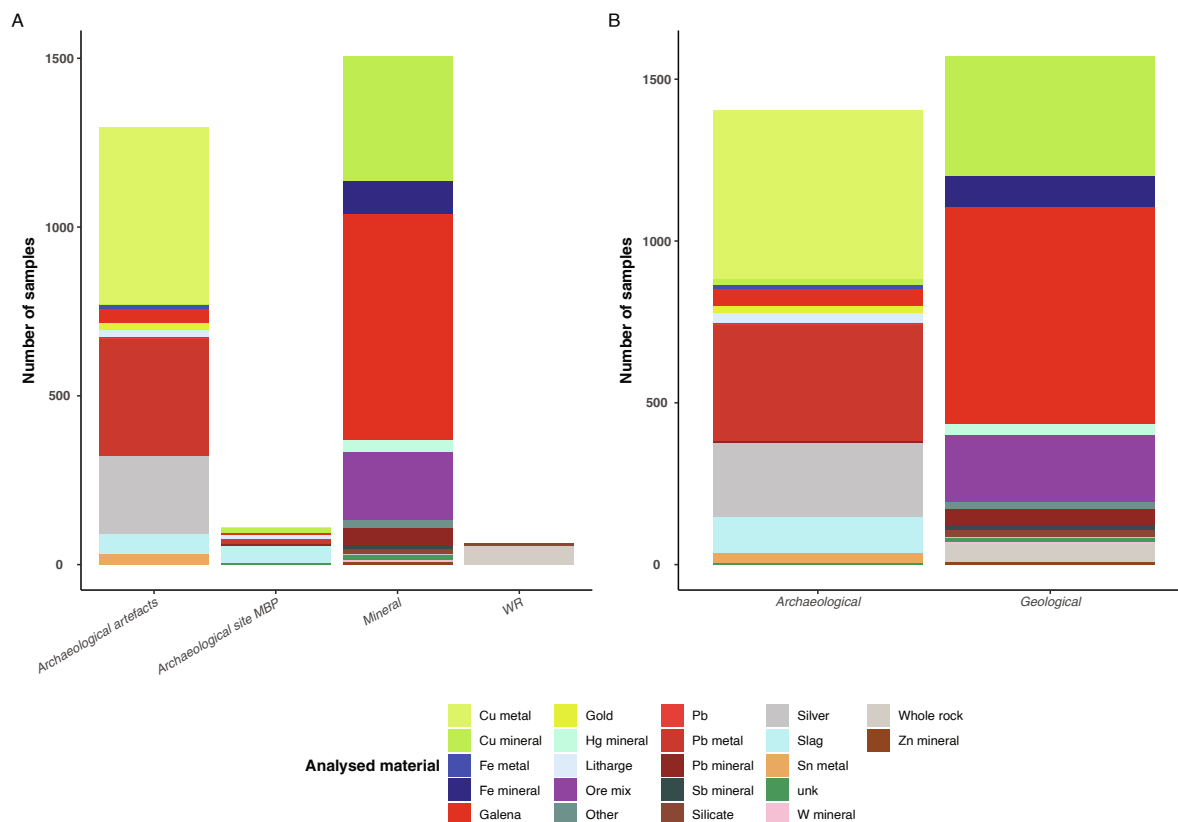 A
B
Number of samples
1500
1000
500
0
Archaeological artefacts
Archaeological site MBP
Mineral
WR
Number of samples
1500
1000
500
0
Archaeological
Geological
Analysed material
Cu metal
Cu mineral
Fe metal
Fe mineral
Galena
Gold
Hg mineral
Litharge
Ore mix
Other
Pb
Pb metal
Pb mineral
Sb mineral
Silicate
Silver
Slag
Sn metal
unk
W mineral
Whole rock
Zn mineral